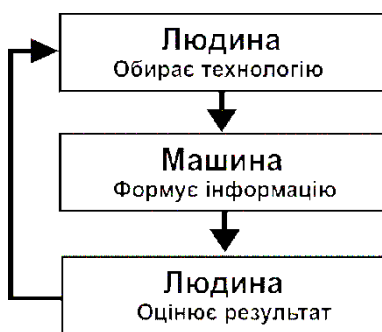 Людина
Обирає технологію
Машина
Формує інформацію
Людина
Оцінює результат